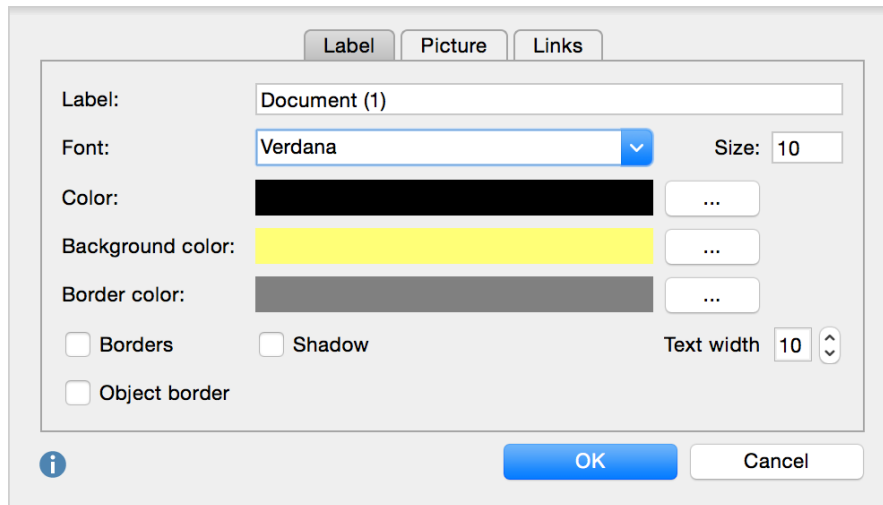 Label Picture Links
Label: Document (1)
Font: Verdana Size: 10
Color: ...
Background color: ...
Border color: ...
Borders Shadow Text width 10
Object border
OK Cancel